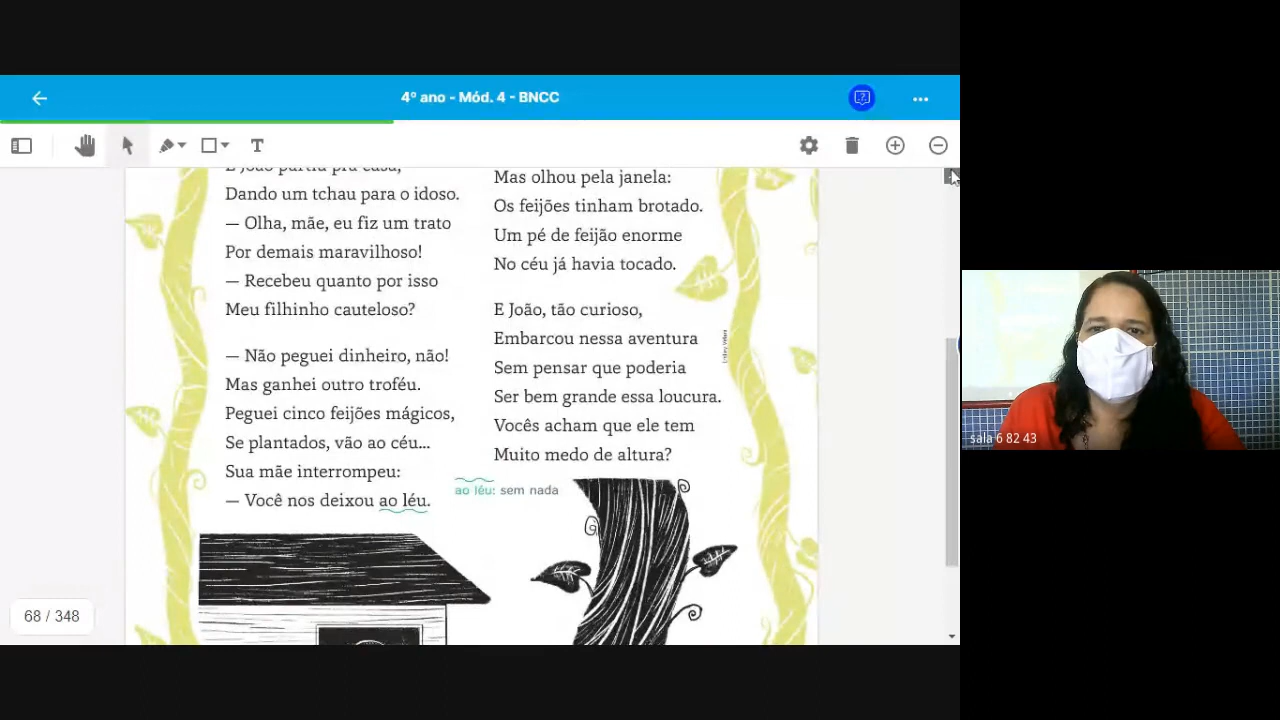 4º ano - Mód. 4 - BNCC
T
E João partiu pra casa,
Dando um tchau para o idoso.
— Olha, mãe, eu fiz um trato
Por demais maravilhoso!
— Recebeu quanto por isso
Meu filhinho cauteloso?
— Não peguei dinheiro, não!
Mas ganhei outro troféu.
Peguei cinco feijões mágicos,
Se plantados, vão ao céu...
Sua mãe interrompeu:
— Você nos deixou ao léu.
Mas olhou pela janela:
Os feijões tinham brotado.
Um pé de feijão enorme
No céu já havia tocado.
E João, tão curioso,
Embarcou nessa aventura
Sem pensar que poderia
Ser bem grande essa loucura.
Vocês acham que ele tem
Muito medo de altura?
ao léu: sem nada
68 / 348
sala 6 82 43